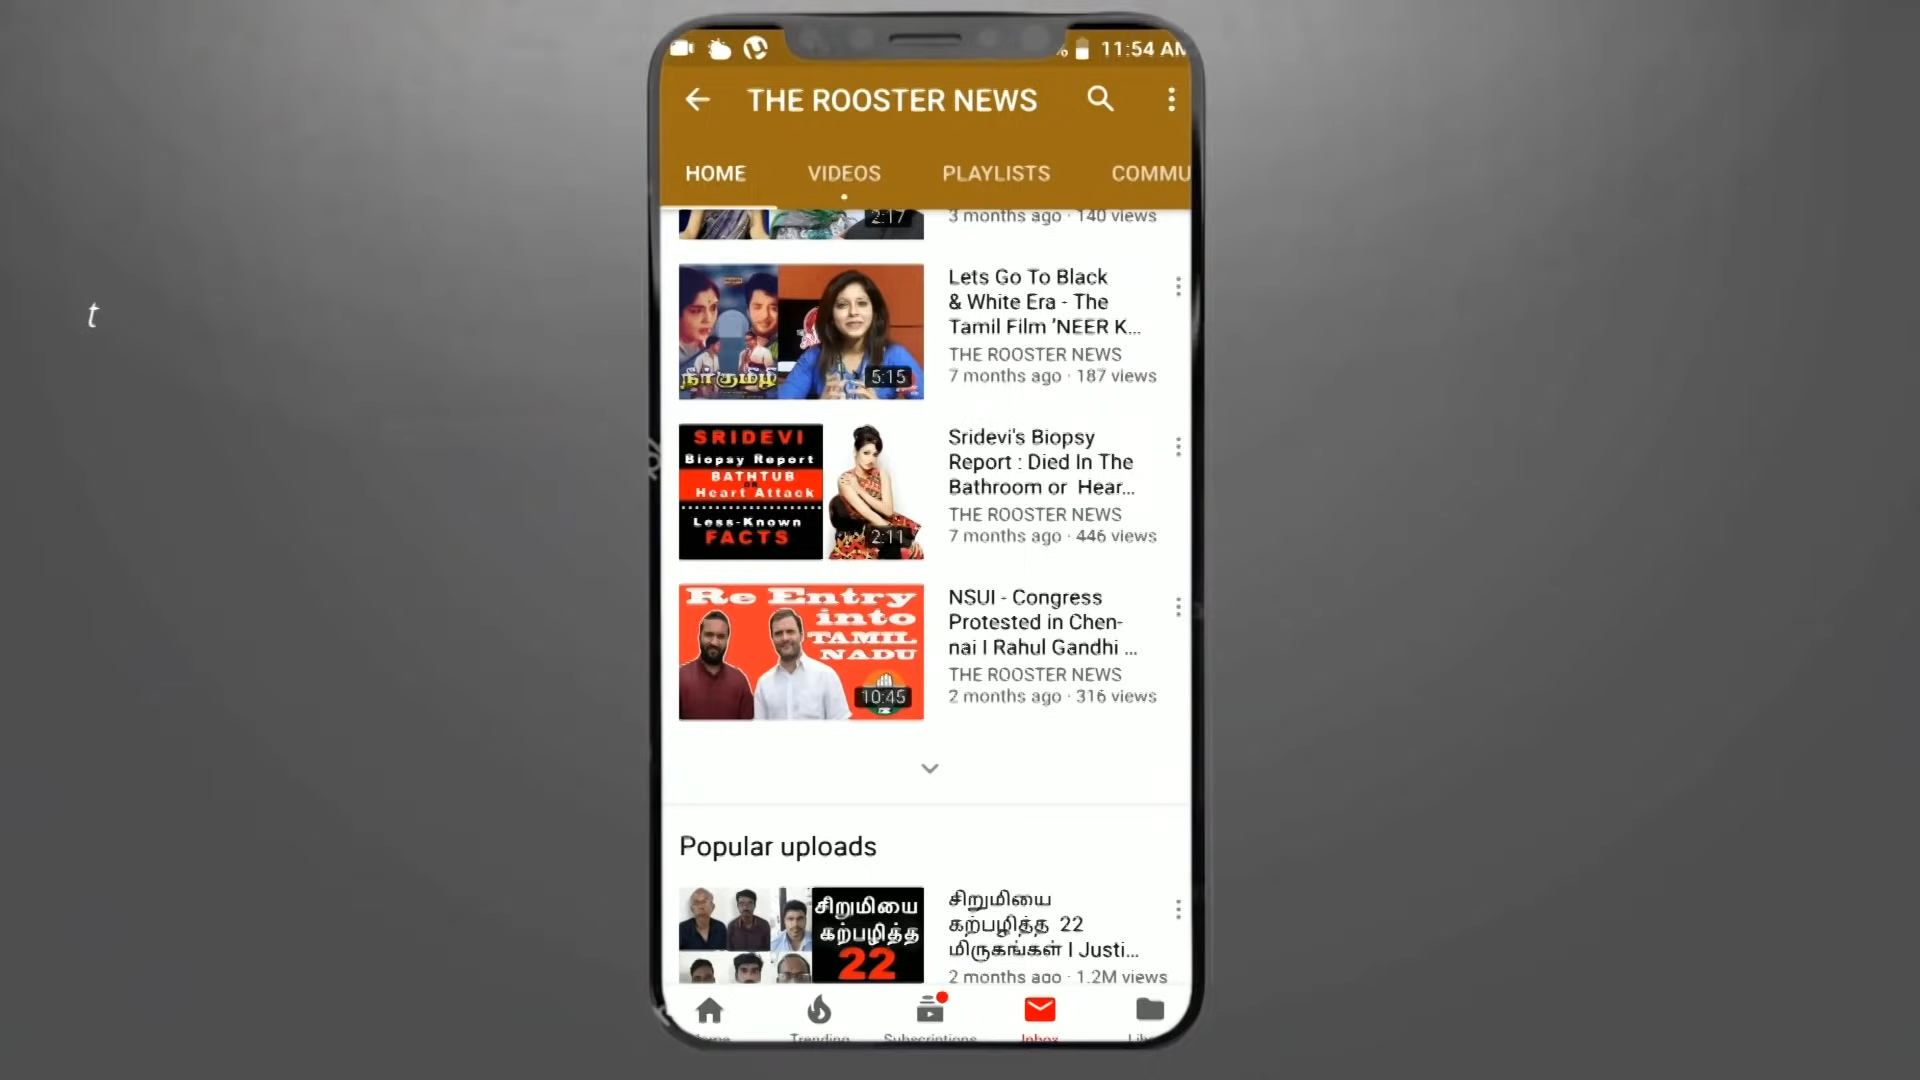 11:54 AM
THE ROOSTER NEWS
HOME VIDEOS PLAYLISTS COMMU
2:17
3 months ago · 140 views
t
நீர்குமிழி
5:15
Lets Go To Black
& White Era - The
Tamil Film 'NEER K...
THE ROOSTER NEWS
7 months ago · 187 views
SRIDEVI
Biopsy Report
BATHTUB
OR
Heart Attack
Less-Known
FACTS
2:11
Sridevi's Biopsy
Report : Died In The
Bathroom or Hear...
THE ROOSTER NEWS
7 months ago · 446 views
Re Entry
into
TAMIL
NADU
10:45
NSUI - Congress
Protested in Chen-
nai I Rahul Gandhi ...
THE ROOSTER NEWS
2 months ago · 316 views
Popular uploads
சிறுமியை
கற்பழித்த
22
சிறுமியை
கற்பழித்த 22
மிருகங்கள் I Justi...
2 months ago · 1.2M views
Trending Subscriptions Inbox